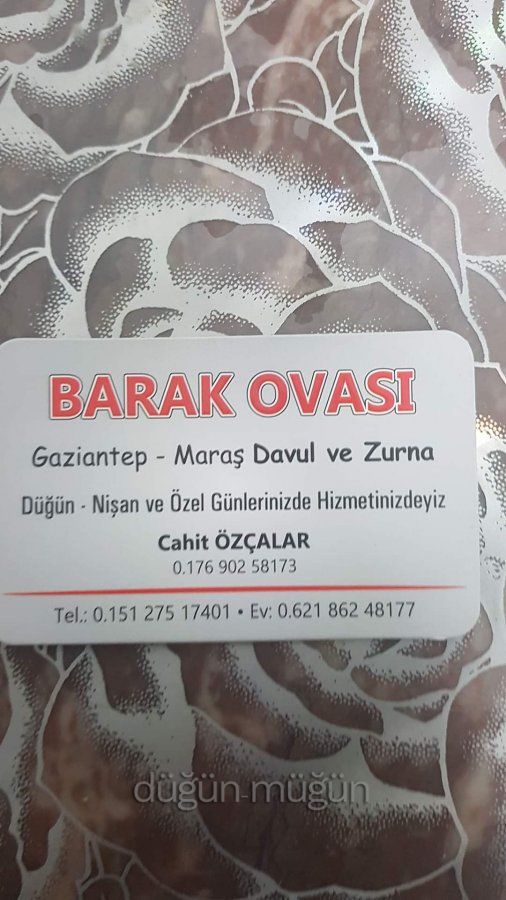 BARAK OVASI
Gaziantep - Maraş Davul ve Zurna
Düğün - Nişan ve Özel Günlerinizde Hizmetinizdeyiz
Cahit ÖZÇALAR
0.176 902 58173
Tel.: 0.151 275 17401 • Ev: 0.621 862 48177
düğün-müğün